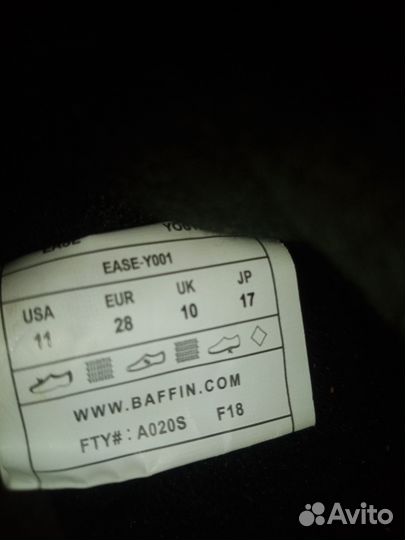 EASE-Y001
USA EUR UK JP
11 28 10 17
WWW.BAFFIN.COM
FTY#: A020S F18
Avito